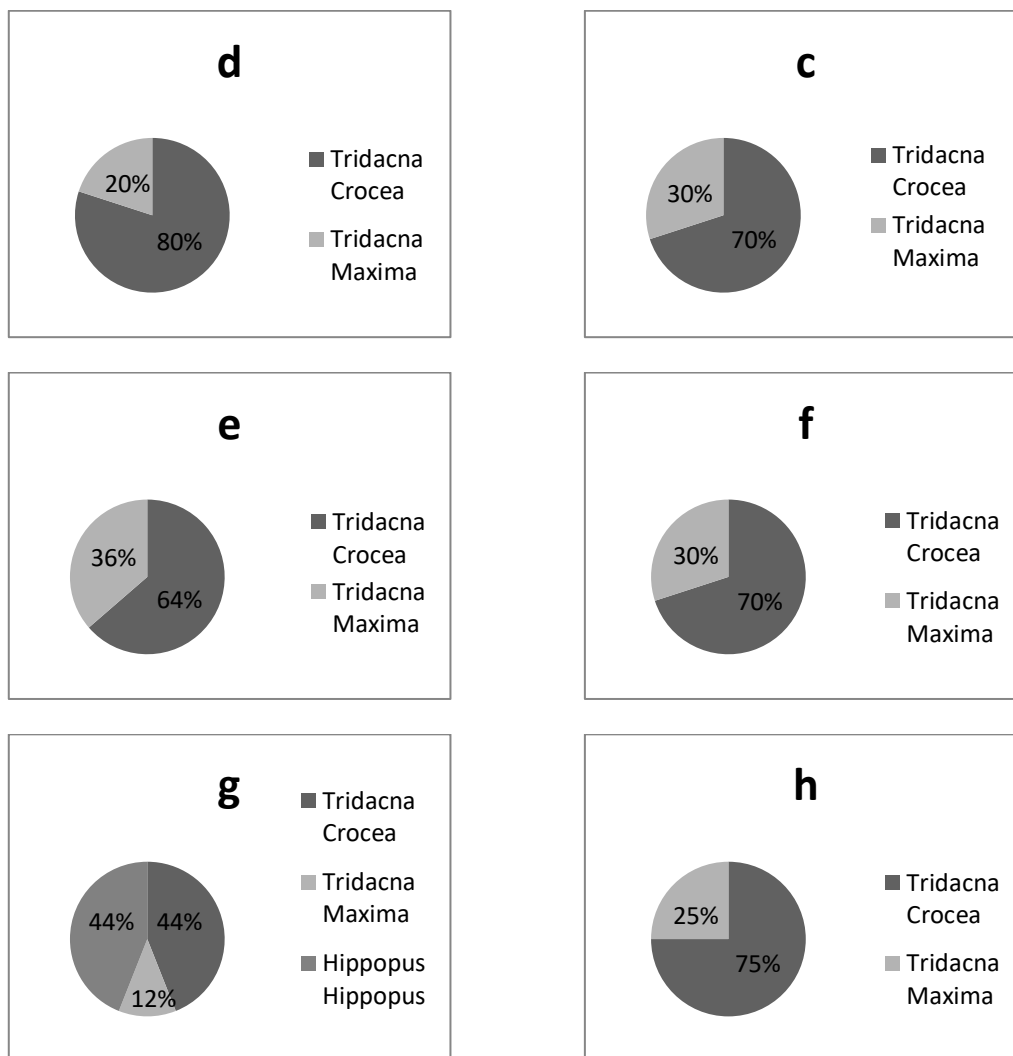 d
20%
80%
Tridacna
Crocea
Tridacna
Maxima
c
30%
70%
Tridacna
Crocea
Tridacna
Maxima
e
36%
64%
Tridacna
Crocea
Tridacna
Maxima
f
30%
70%
Tridacna
Crocea
Tridacna
Maxima
g
44%
44%
12%
Tridacna
Crocea
Tridacna
Maxima
Hippopus
Hippopus
h
25%
75%
Tridacna
Crocea
Tridacna
Maxima